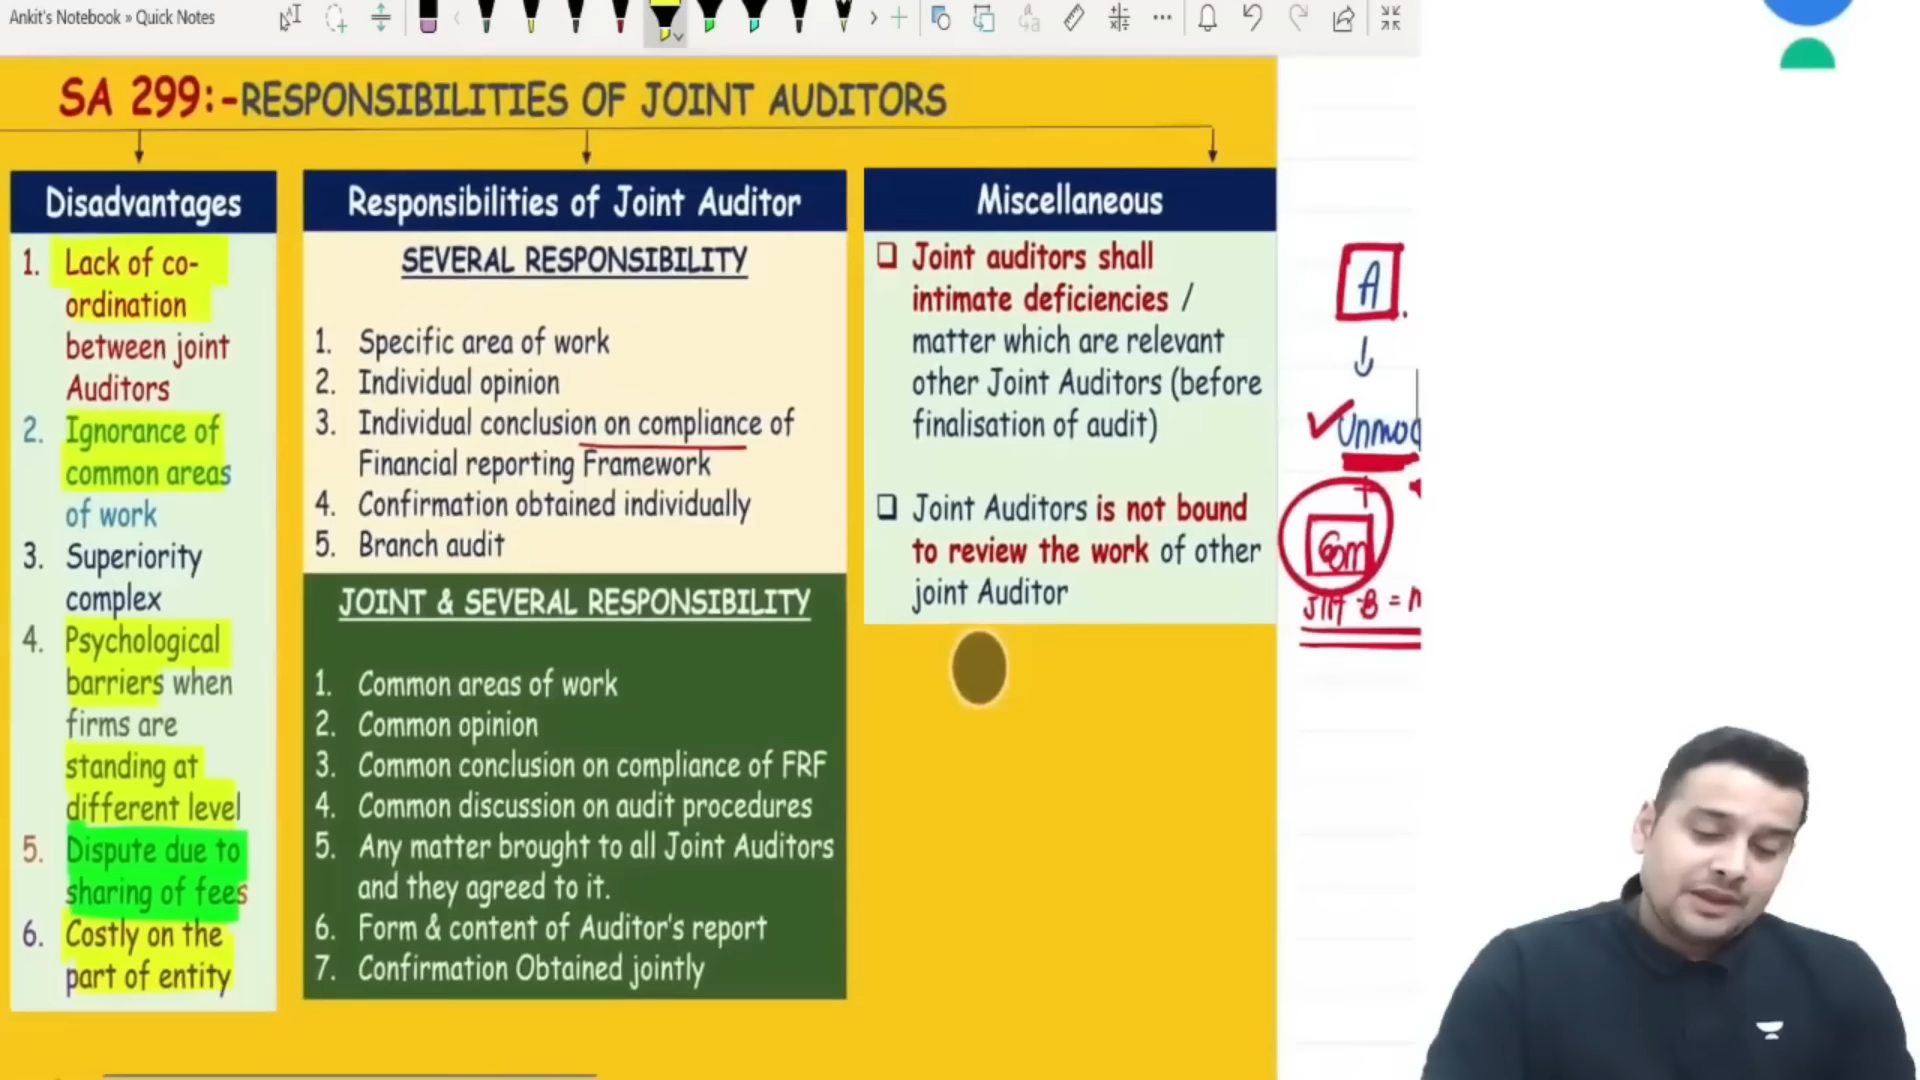 Ankit's Notebook » Quick Notes
SA 299:-RESPONSIBILITIES OF JOINT AUDITORS
Disadvantages
1. Lack of co-
ordination
between joint
Auditors
2. Ignorance of
common areas
of work
3. Superiority
complex
4. Psychological
barriers when
firms are
standing at
different level
5. Dispute due to
sharing of fees
6. Costly on the
part of entity
Responsibilities of Joint Auditor
SEVERAL RESPONSIBILITY
1. Specific area of work
2. Individual opinion
3. Individual conclusion on compliance of
Financial reporting Framework
4. Confirmation obtained individually
5. Branch audit
JOINT & SEVERAL RESPONSIBILITY
1. Common areas of work
2. Common opinion
3. Common conclusion on compliance of FRF
4. Common discussion on audit procedures
5. Any matter brought to all Joint Auditors
and they agreed to it.
6. Form & content of Auditor's report
7. Confirmation Obtained jointly
Miscellaneous
❑ Joint auditors shall
intimate deficiencies /
matter which are relevant
other Joint Auditors (before
finalisation of audit)
❑ Joint Auditors is not bound
to review the work of other
joint Auditor
A
Unmod